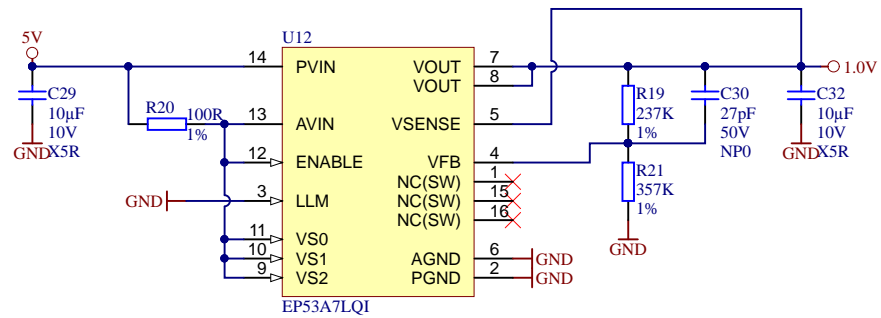 U12
5V
14 PVIN VOUT 7
VOUT 8
1.0V
C29
10µF
10V
X5R
GND
R20 100R
1%
13 AVIN VSENSE 5
R19
237K
1%
C30
27pF
50V
NP0
C32
10µF
10V
X5R
GND
12 ENABLE VFB 4
NC(SW) 1
GND 3 LLM NC(SW) 15
NC(SW) 16
R21
357K
1%
GND
11 VS0
10 VS1 AGND 6 GND
9 VS2 PGND 2 GND
EP53A7LQI